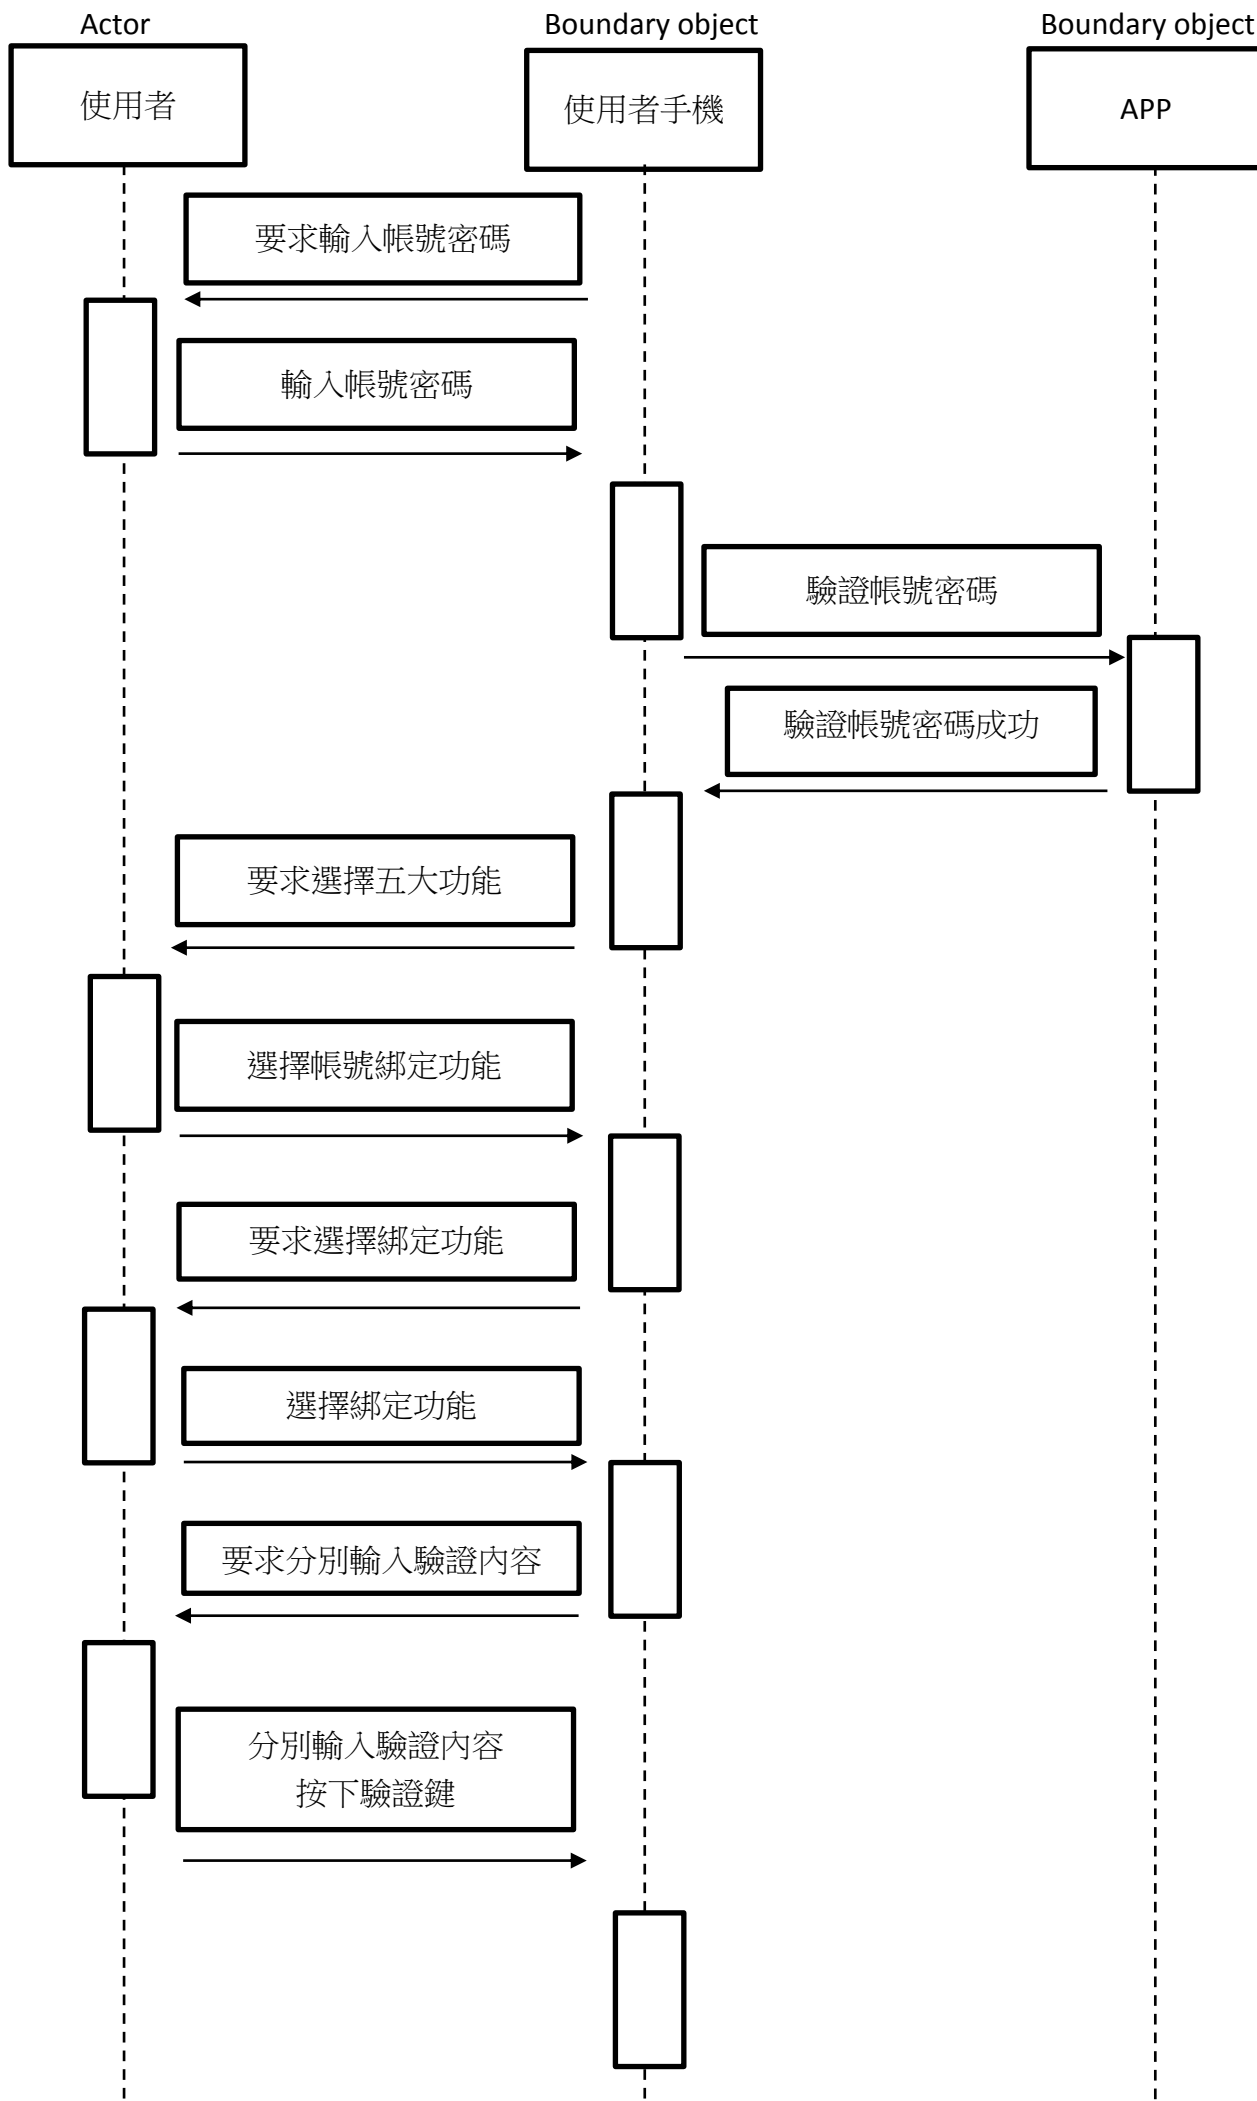 Actor
Boundary object
Boundary object
使用者
使用者手機
APP
要求輸入帳號密碼
輸入帳號密碼
驗證帳號密碼
驗證帳號密碼成功
要求選擇五大功能
選擇帳號綁定功能
要求選擇綁定功能
選擇綁定功能
要求分別輸入驗證內容
分別輸入驗證內容
按下驗證鍵